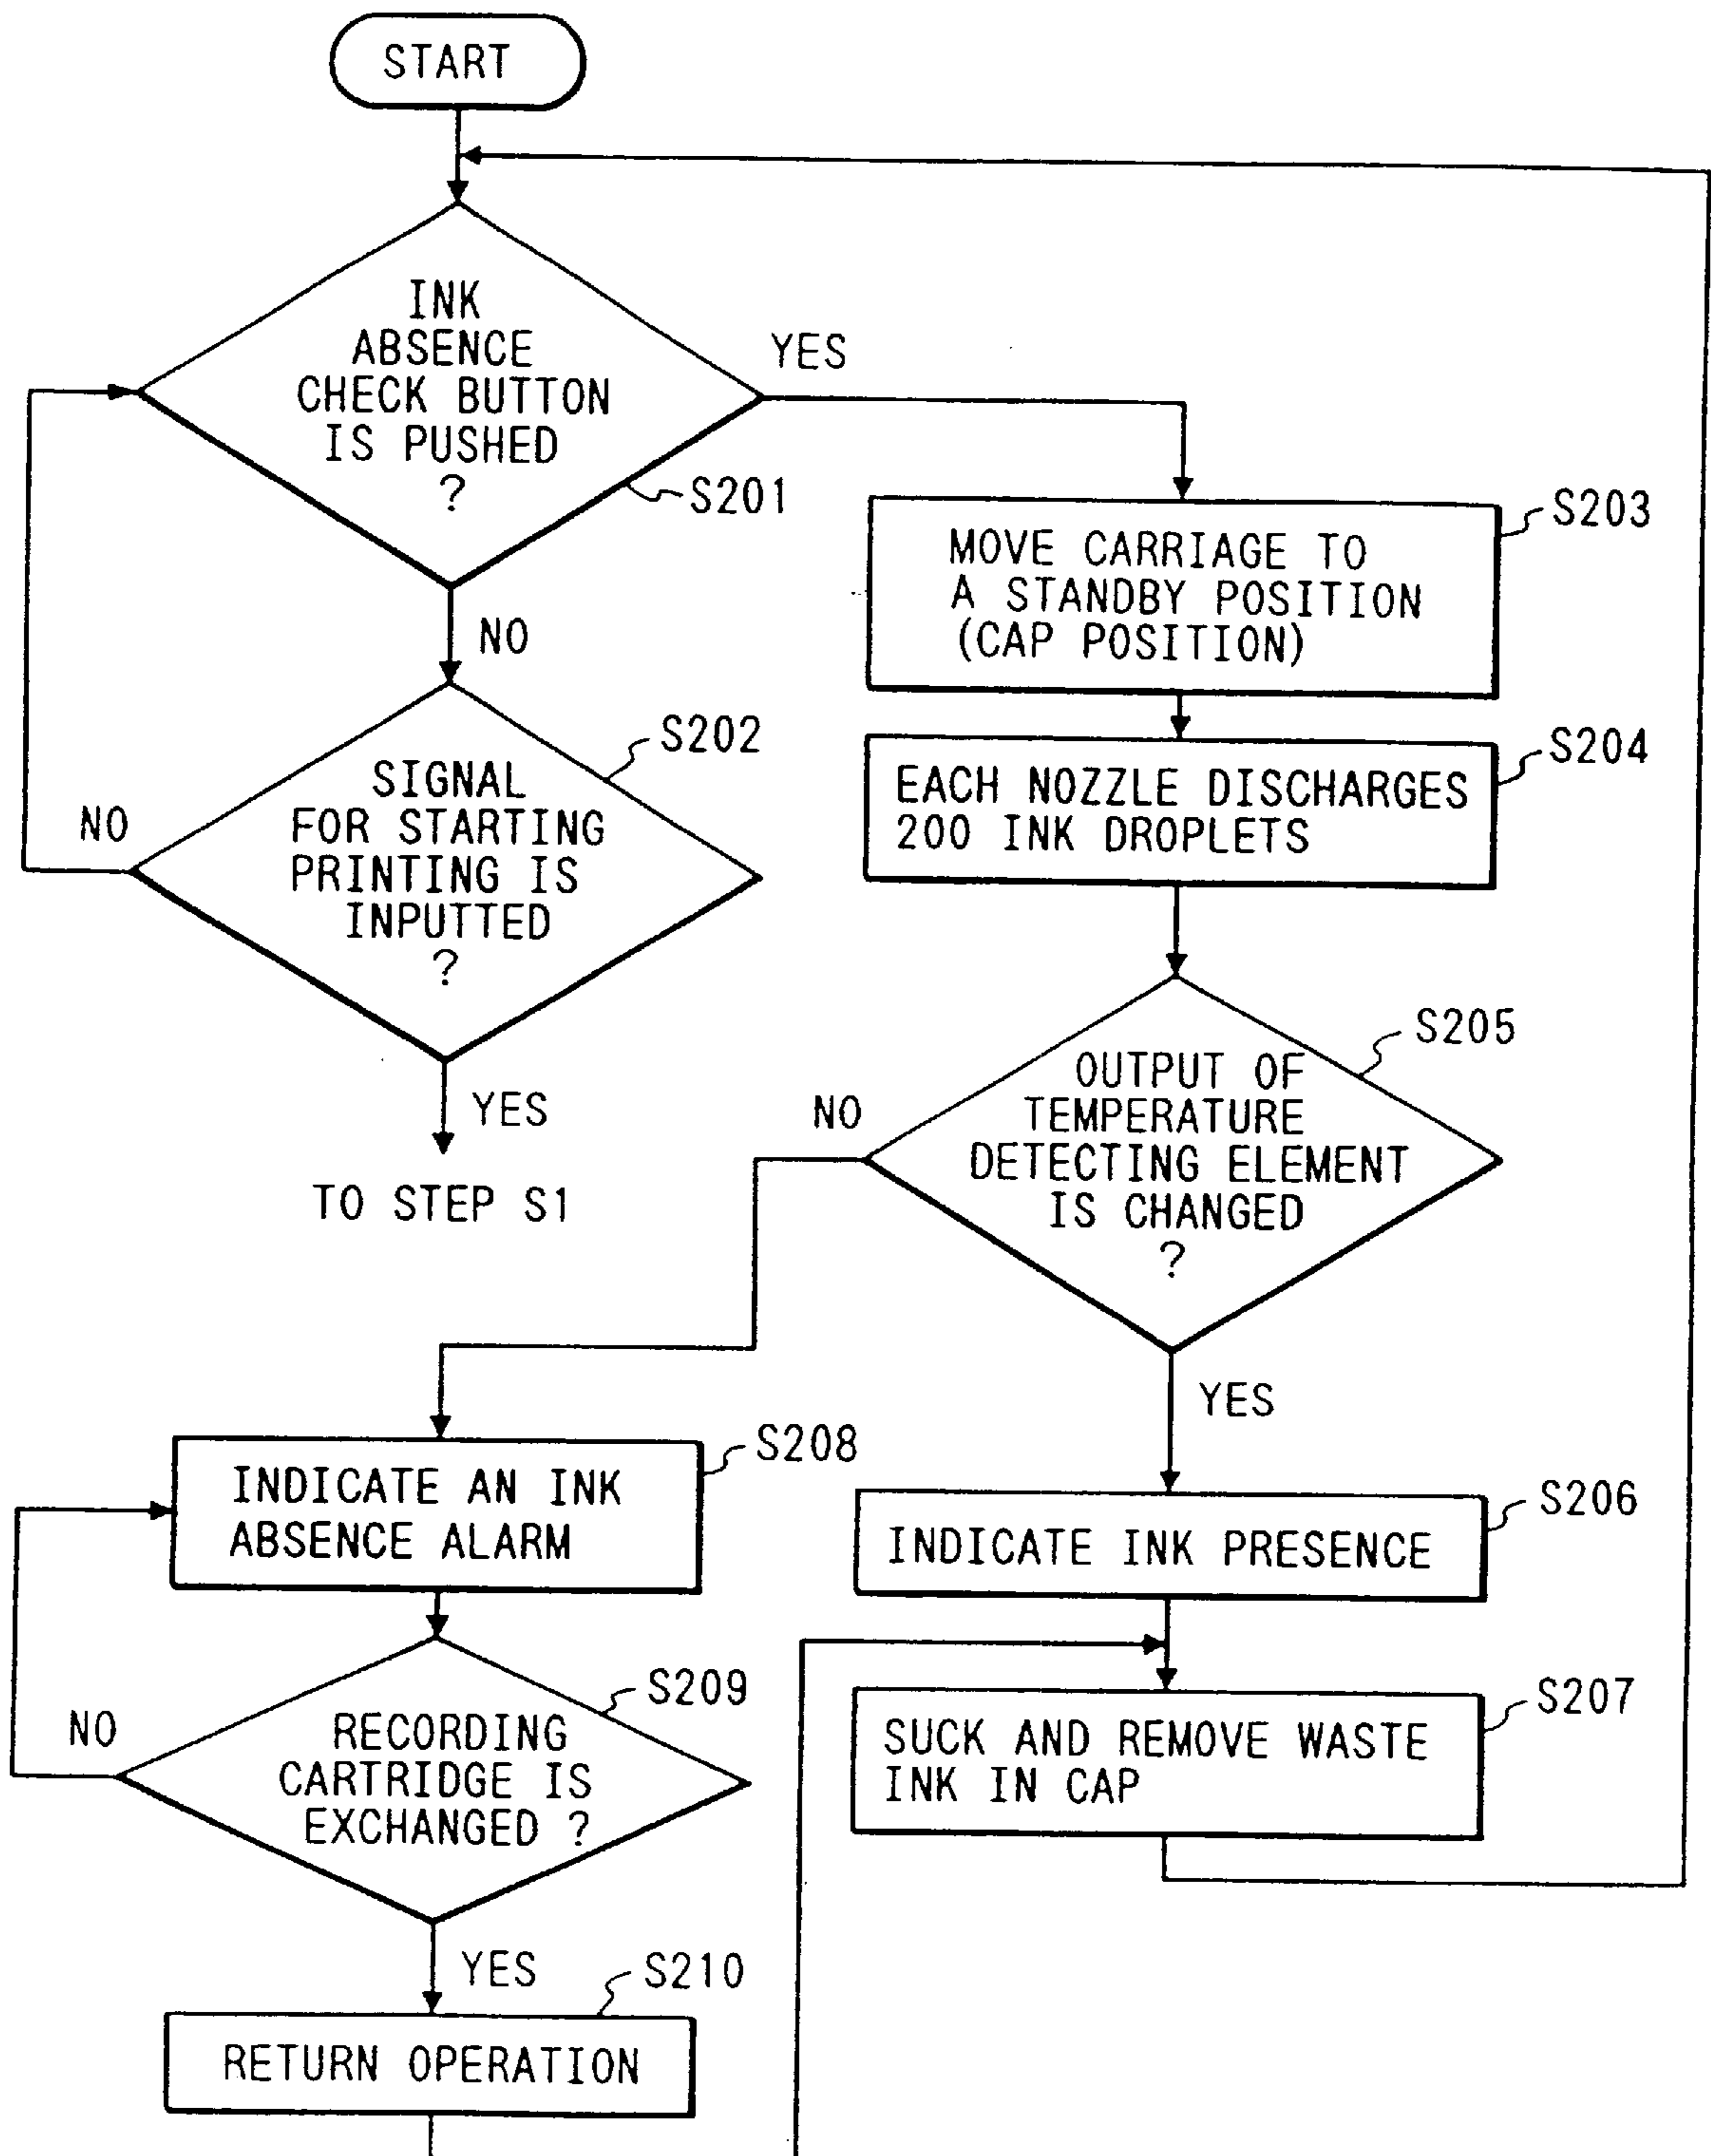 START
INK
ABSENCE
CHECK BUTTON
IS PUSHED
?
YES
S201
NO
S202
SIGNAL
FOR STARTING
PRINTING IS
INPUTTED
?
NO
YES
TO STEP S1
S203
MOVE CARRIAGE TO
A STANDBY POSITION
(CAP POSITION)
S204
EACH NOZZLE DISCHARGES
200 INK DROPLETS
S205
OUTPUT OF
TEMPERATURE
DETECTING ELEMENT
IS CHANGED
?
NO
YES
S206
INDICATE INK PRESENCE
S207
SUCK AND REMOVE WASTE
INK IN CAP
S208
INDICATE AN INK
ABSENCE ALARM
S209
RECORDING
CARTRIDGE IS
EXCHANGED ?
NO
YES
S210
RETURN OPERATION